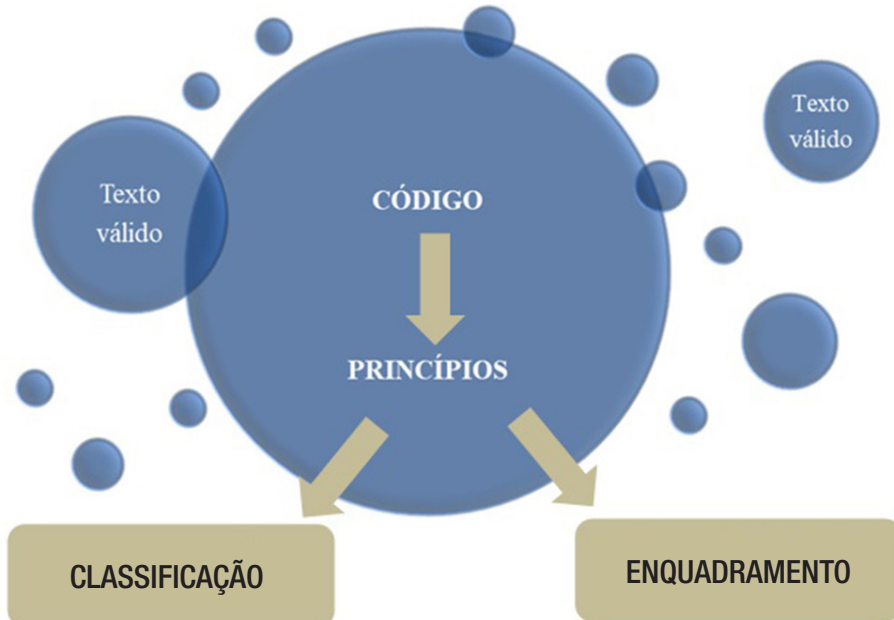 Texto
válido
CÓDIGO
Texto
válido
PRINCÍPIOS
CLASSIFICAÇÃO
ENQUADRAMENTO